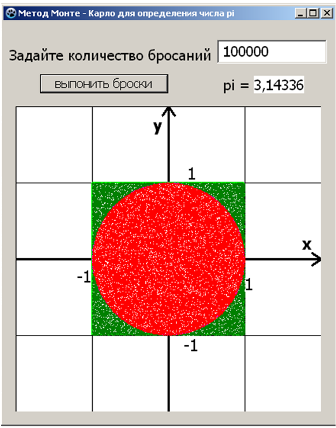 Метод Монте - Карло для определения числа pi
Задайте количество бросаний 100000
выпонить броски
pi = 3,14336
y
1
x
-1
1
-1